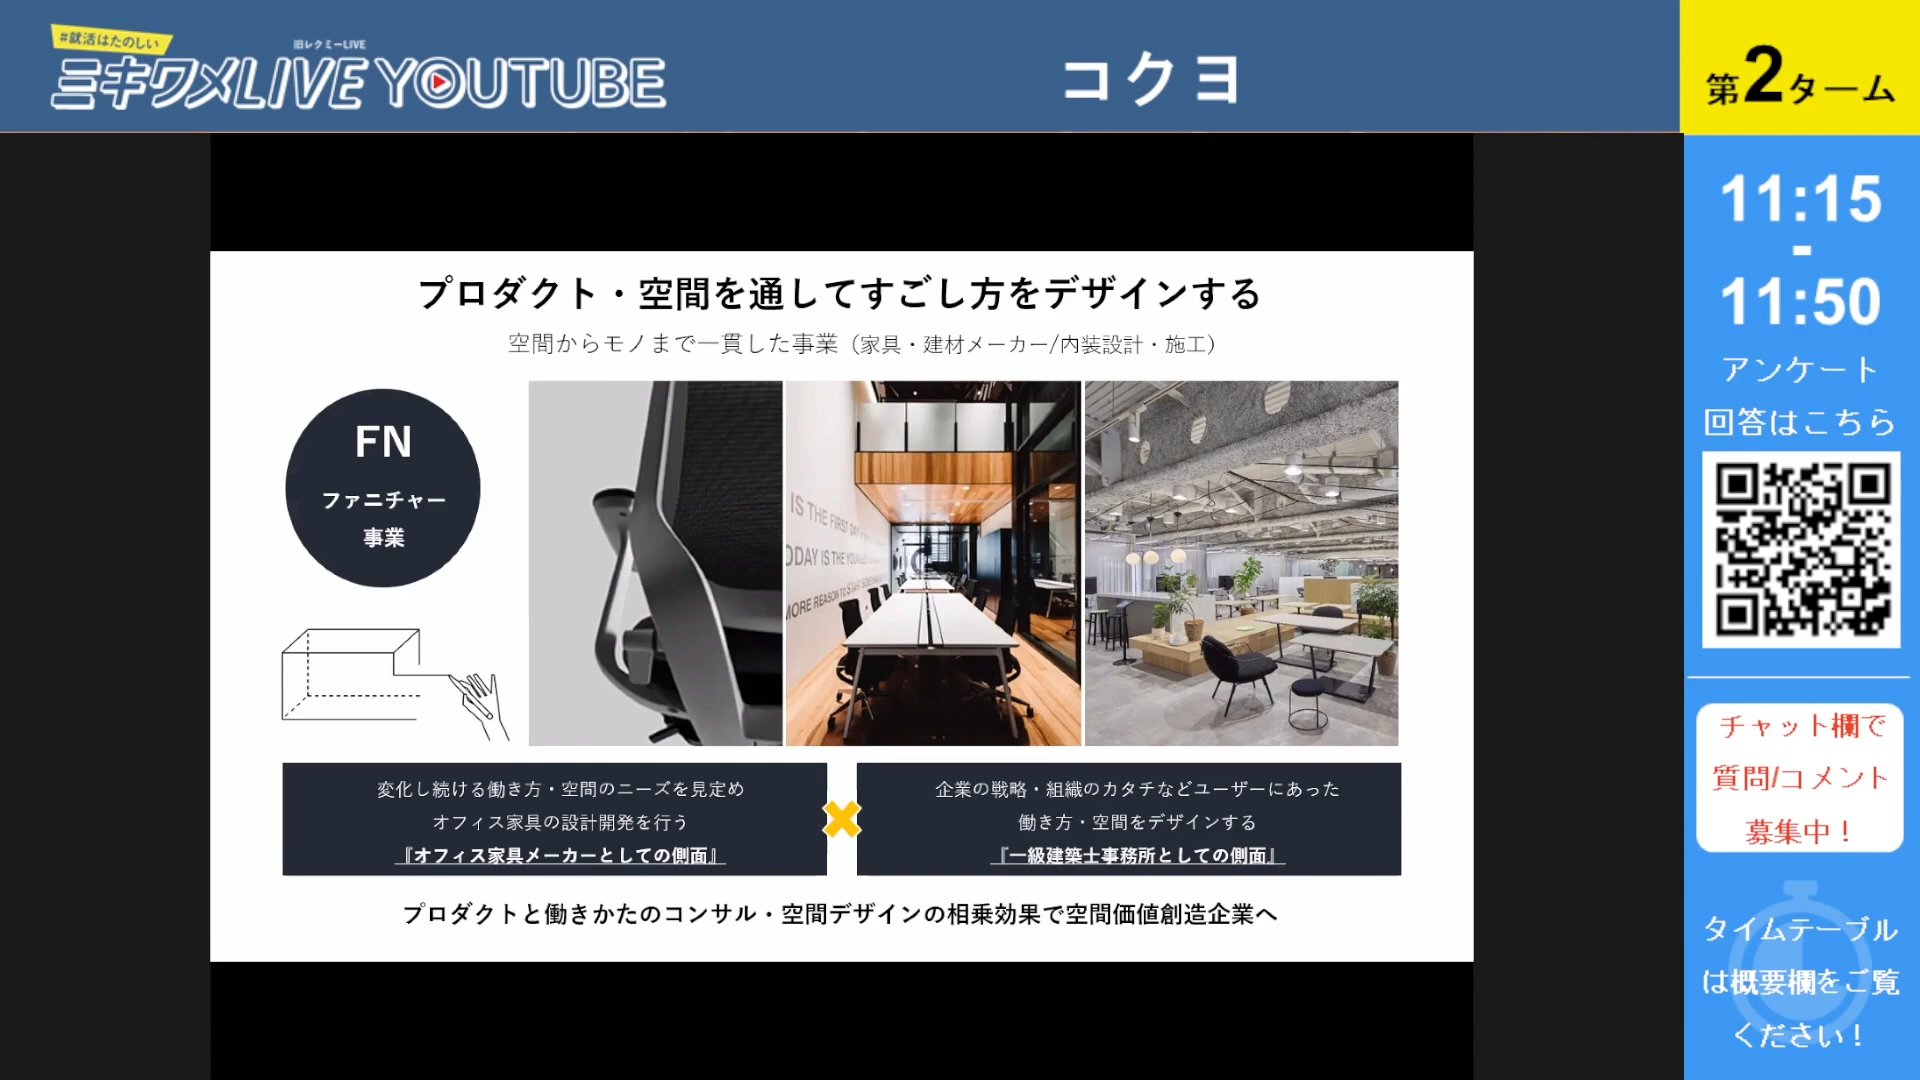 #就活はたのしい
旧レクミーLIVE
ミキワメLIVE YOUTUBE
コクヨ
第2ターム
プロダクト・空間を通してすごし方をデザインする
空間からモノまで一貫した事業（家具・建材メーカー/内装設計・施工）
FN
ファニチャー
事業
IS THE FIRST DAY
ODAY IS THE
MORE REASON TO START
変化し続ける働き方・空間のニーズを見定め
オフィス家具の設計開発を行う
『オフィス家具メーカーとしての側面』
企業の戦略・組織のカタチなどユーザーにあった
働き方・空間をデザインする
『一級建築士事務所としての側面』
プロダクトと働きかたのコンサル・空間デザインの相乗効果で空間価値創造企業へ
11:15
-
11:50
アンケート
回答はこちら
チャット欄で
質問/コメント
募集中！
タイムテーブル
は概要欄をご覧
ください！